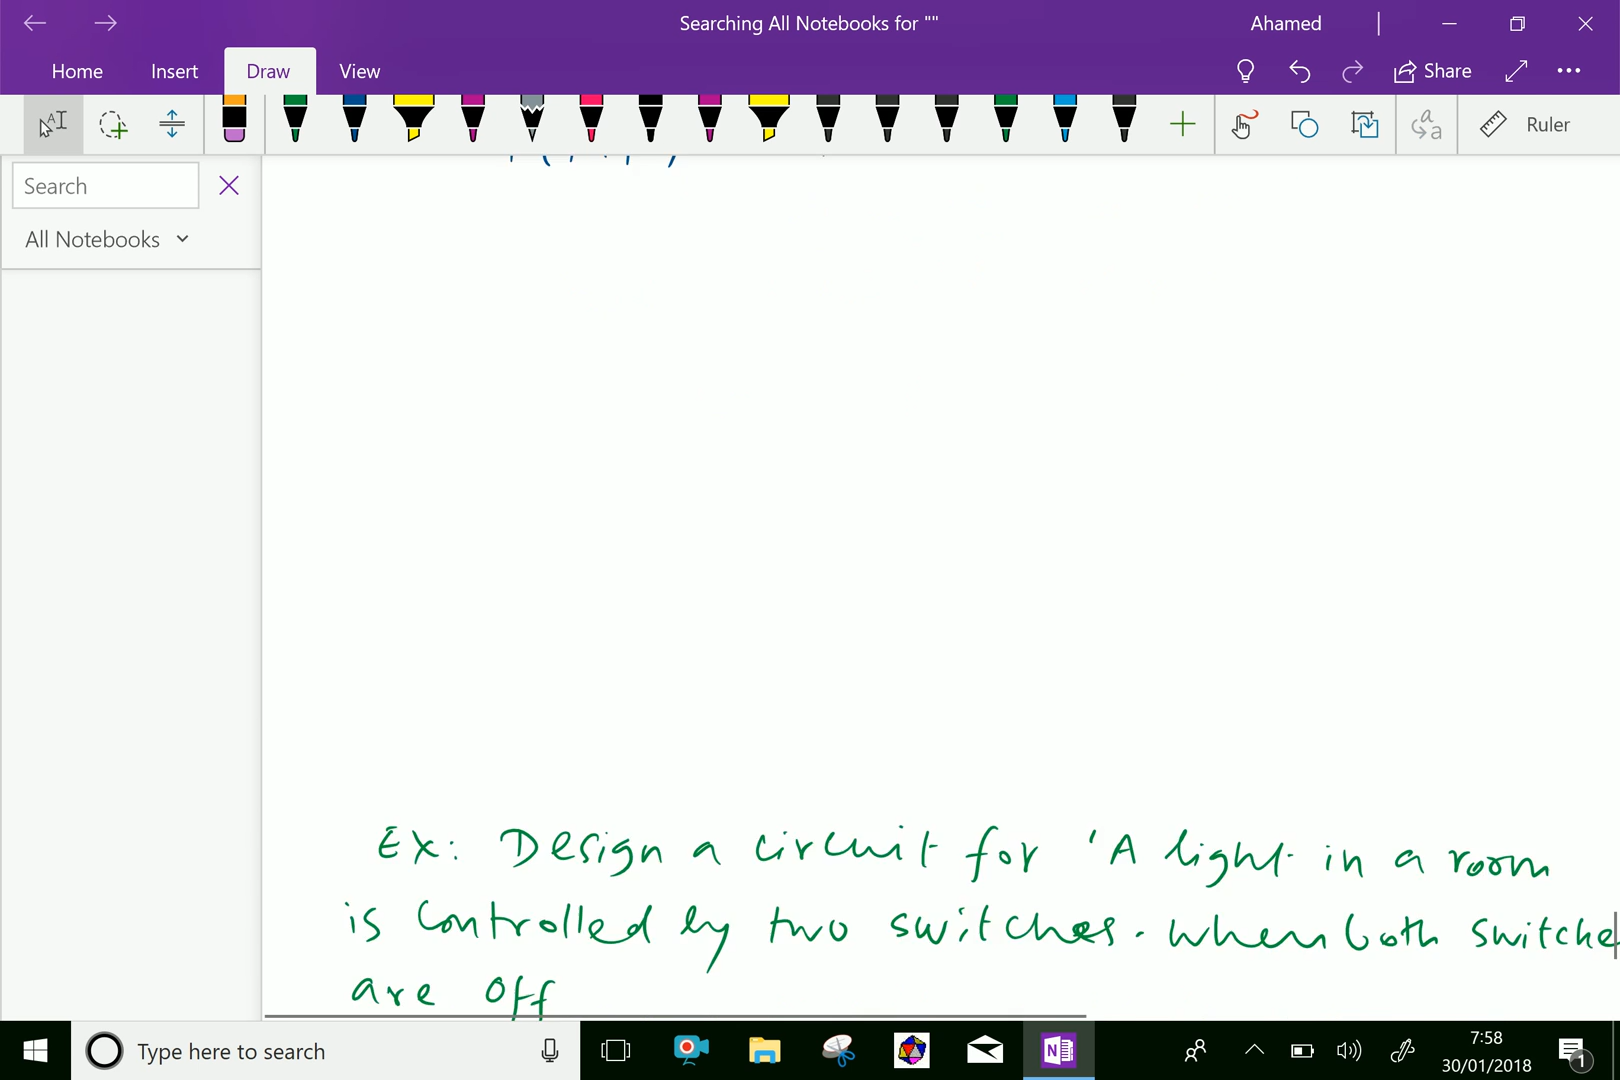 Searching All Notebooks for ""
Ahamed
Home Insert Draw View
Share
Ruler
Search
All Notebooks
Ex: Design a circuit for 'A light in a room
is controlled by two switches. When both switche
are off
Type here to search
7:58
30/01/2018
1